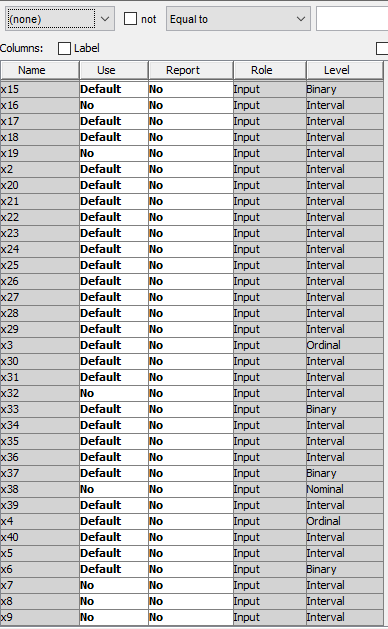 (none) not Equal to
Columns: Label
Name Use Report Role Level
x15 Default No Input Binary
x16 No No Input Interval
x17 Default No Input Interval
x18 Default No Input Interval
x19 No No Input Interval
x2 Default No Input Interval
x20 Default No Input Interval
x21 Default No Input Interval
x22 Default No Input Interval
x23 Default No Input Interval
x24 Default No Input Interval
x25 Default No Input Interval
x26 Default No Input Interval
x27 Default No Input Interval
x28 Default No Input Interval
x29 Default No Input Interval
x3 Default No Input Ordinal
x30 Default No Input Interval
x31 Default No Input Interval
x32 No No Input Interval
x33 Default No Input Binary
x34 Default No Input Interval
x35 Default No Input Interval
x36 Default No Input Interval
x37 Default No Input Binary
x38 No No Input Nominal
x39 Default No Input Interval
x4 Default No Input Ordinal
x40 Default No Input Interval
x5 Default No Input Interval
x6 Default No Input Binary
x7 No No Input Interval
x8 No No Input Interval
x9 No No Input Interval